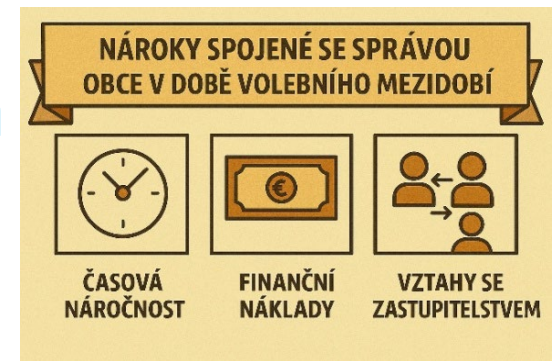 NÁROKY SPOJENÉ SE SPRÁVOU
OBCE V DOBĚ VOLEBNÍHO MEZIDOBÍ
€
ČASOVÁ
NÁROČNOST
FINANČNÍ
NÁKLADY
VZTAHY SE
ZASTUPITELSTVEM